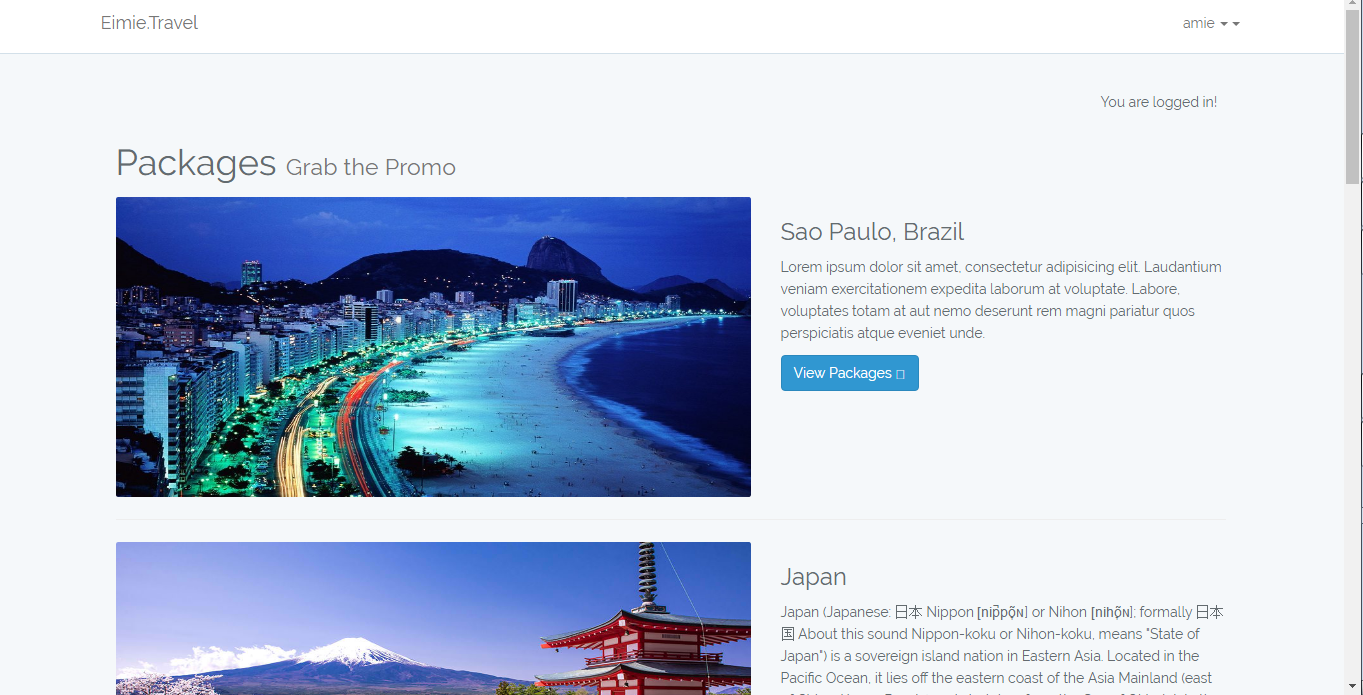 Eimie.Travel
amie
You are logged in!
Packages Grab the Promo
Sao Paulo, Brazil
Lorem ipsum dolor sit amet, consectetur adipisicing elit. Laudantium
veniam exercitationem expedita laborum at voluptate. Labore,
voluptates totam at aut nemo deserunt rem magni pariatur quos
perspiciatis atque eveniet unde.
View Packages
Japan
Japan (Japanese: 日本 Nippon [nip̚põ̞ɴ] or Nihon [nihõ̞ɴ]; formally 日本
国 About this sound Nippon-koku or Nihon-koku, means "State of
Japan") is a sovereign island nation in Eastern Asia. Located in the
Pacific Ocean, it lies off the eastern coast of the Asia Mainland (east